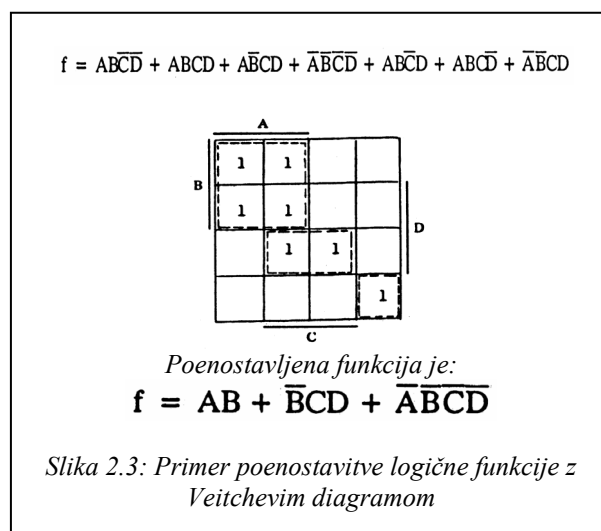 f = ABC̅D̅ + ABCD + AB̅CD + A̅B̅C̅D̅ + ABC̅D + ABCD̅ + A̅B̅CD
A
1 1
B
1 1
D
1 1
1
C
Poenostavljena funkcija je:
f = AB + B̅CD + A̅B̅C̅D̅
Slika 2.3: Primer poenostavitve logične funkcije z
Veitchevim diagramom